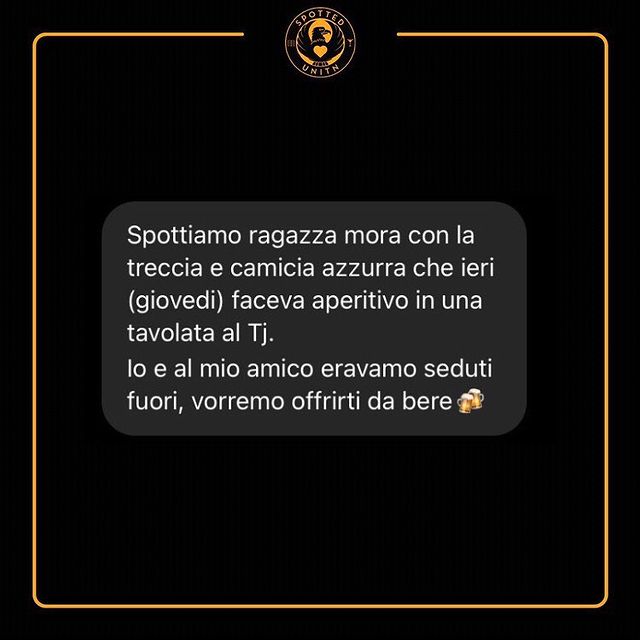 SPOTTED
UNITN
Spottiamo ragazza mora con la
treccia e camicia azzurra che ieri
(giovedi) faceva aperitivo in una
tavolata al Tj.
Io e al mio amico eravamo seduti
fuori, vorremo offrirti da bere🍻